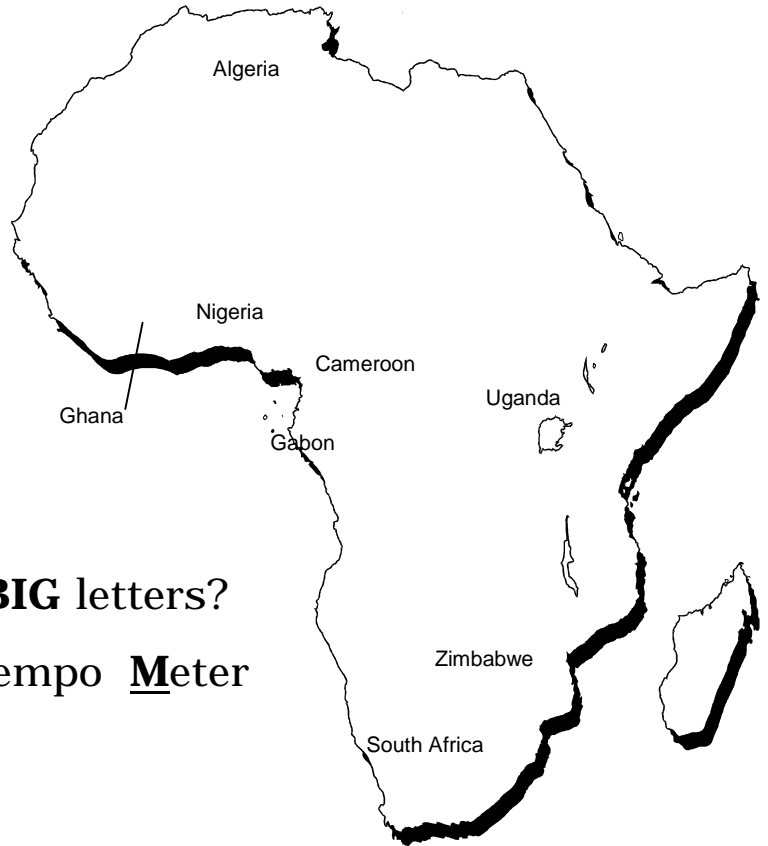 Algeria
Nigeria
Cameroon
Uganda
Ghana
Gabon
BIG letters?
empo Meter
Zimbabwe
South Africa